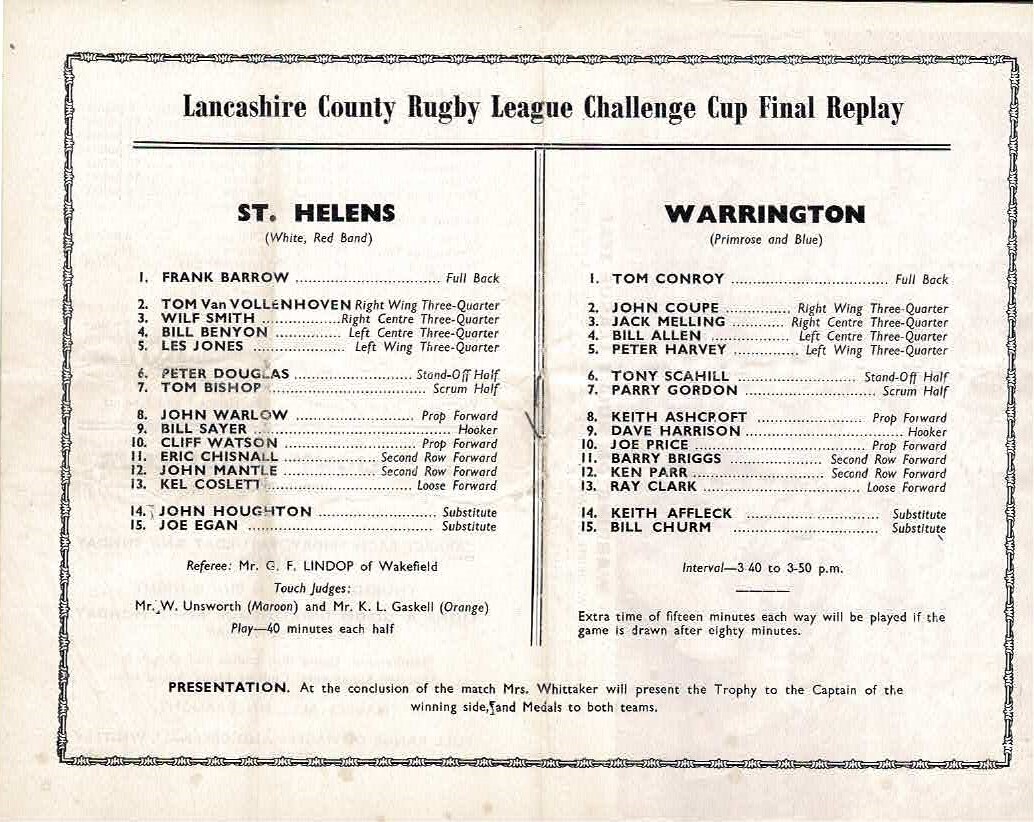 Lancashire County Rugby League Challenge Cup Final Replay
ST. HELENS
(White, Red Band)
1. FRANK BARROW .................................. Full Back
2. TOM Van VOLLENHOVEN Right Wing Three-Quarter
3. WILF SMITH ................Right Centre Three-Quarter
4. BILL BENYON .................. Left Centre Three-Quarter
5. LES JONES .................... Left Wing Three-Quarter
6. PETER DOUGLAS ..........................Stand-Off Half
7. TOM BISHOP .................................. Scrum Half
8. JOHN WARLOW ............................. Prop Forward
9. BILL SAYER ............................................ Hooker
10. CLIFF WATSON ............................. Prop Forward
11. ERIC CHISNALL ..................... Second Row Forward
12. JOHN MANTLE ..................... Second Row Forward
13. KEL COSLETT ................................ Loose Forward
14. JOHN HOUGHTON ......................... Substitute
15. JOE EGAN ........................................ Substitute
Referee: Mr. G. F. LINDOP of Wakefield
Touch Judges:
Mr. W. Unsworth (Maroon) and Mr. K. L. Gaskell (Orange)
Play—40 minutes each half
WARRINGTON
(Primrose and Blue)
1. TOM CONROY .................................. Full Back
2. JOHN COUPE .............. Right Wing Three-Quarter
3. JACK MELLING ........... Right Centre Three-Quarter
4. BILL ALLEN ....................... Left Centre Three-Quarter
5. PETER HARVEY .............. Left Wing Three-Quarter
6. TONY SCAHILL ........................... Stand-Off Half
7. PARRY GORDON ............................ Scrum Half
8. KEITH ASHCROFT ........................ Prop Forward
9. DAVE HARRISON .................................. Hooker
10. JOE PRICE ...................................... Prop Forward
11. BARRY BRIGGS ..................... Second Row Forward
12. KEN PARR ............................ Second Row Forward
13. RAY CLARK ................................... Loose Forward
14. KEITH AFFLECK ............................. Substitute
15. BILL CHURM ................................ Substitute
Interval—3 40 to 3-50 p.m.
Extra time of fifteen minutes each way will be played if the
game is drawn after eighty minutes.
PRESENTATION. At the conclusion of the match Mrs. Whittaker will present the Trophy to the Captain of the
winning side, and Medals to both teams.